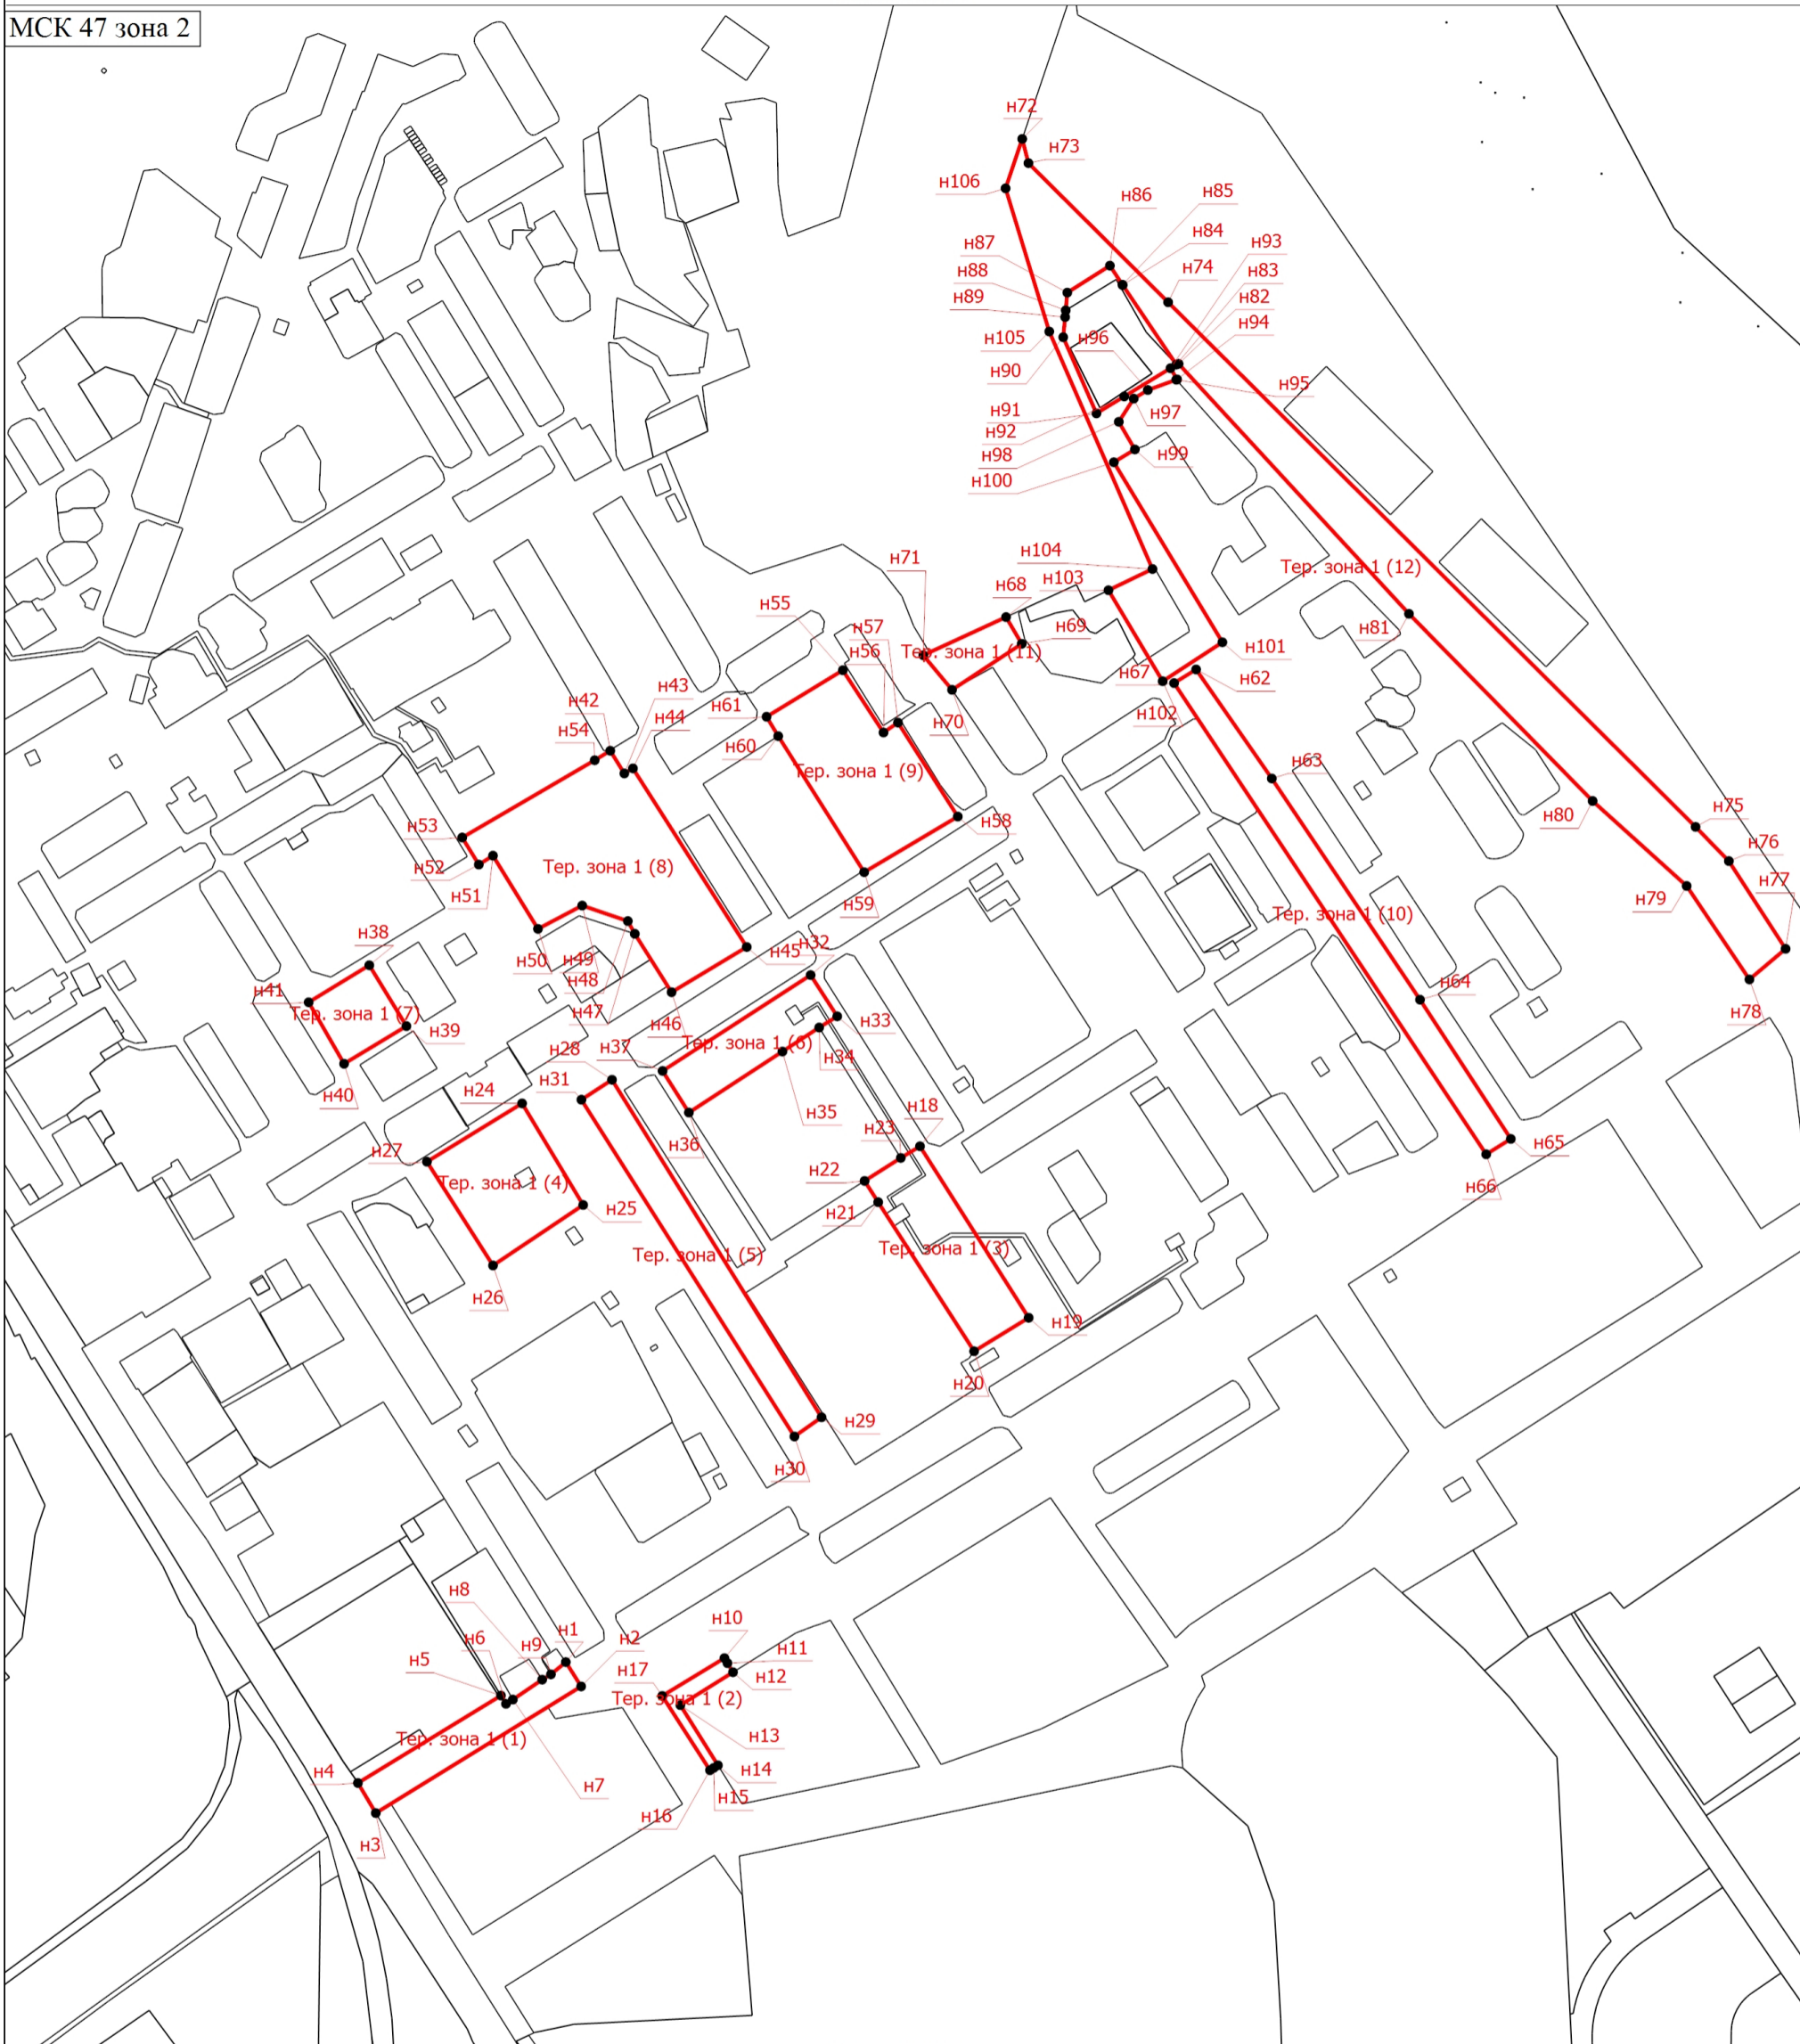 МСК 47 зона 2
н72
н73
н106
н86
н85
н84
н87
н93
н88
н74
н83
н89
н82
н94
н105
н96
н90
н95
н91
н97
н92
н98
н99
н100
н104
н71
Тер. зона 1 (12)
н103
н68
н55
н57
н81
н69
н56
Тер. зона 1 (11)
н101
н67
н62
н43
н42
н61
н44
н102
н54
н70
н60
Тер. зона 1 (9)
н63
н80
н58
н53
н75
н76
Тер. зона 1 (8)
н52
н77
н59
н51
н79
Тер. зона 1 (10)
н38
н50
н45
н32
н49
н48
н41
н64
н78
Тер. зона 1 (7)
н47
н46
н39
н33
Тер. зона 1 (6)
н37
н28
н34
н31
н24
н40
н35
н18
н23
н36
н27
н22
н65
н66
Тер. зона 1 (4)
н25
н21
Тер. зона 1 (3)
Тер. зона 1 (5)
н26
н19
н20
н29
н30
н8
н10
н1
н2
н6
н9
н11
н5
н17
н12
Тер. зона 1 (2)
Тер. зона 1 (1)
н13
н4
н14
н7
н15
н16
н3